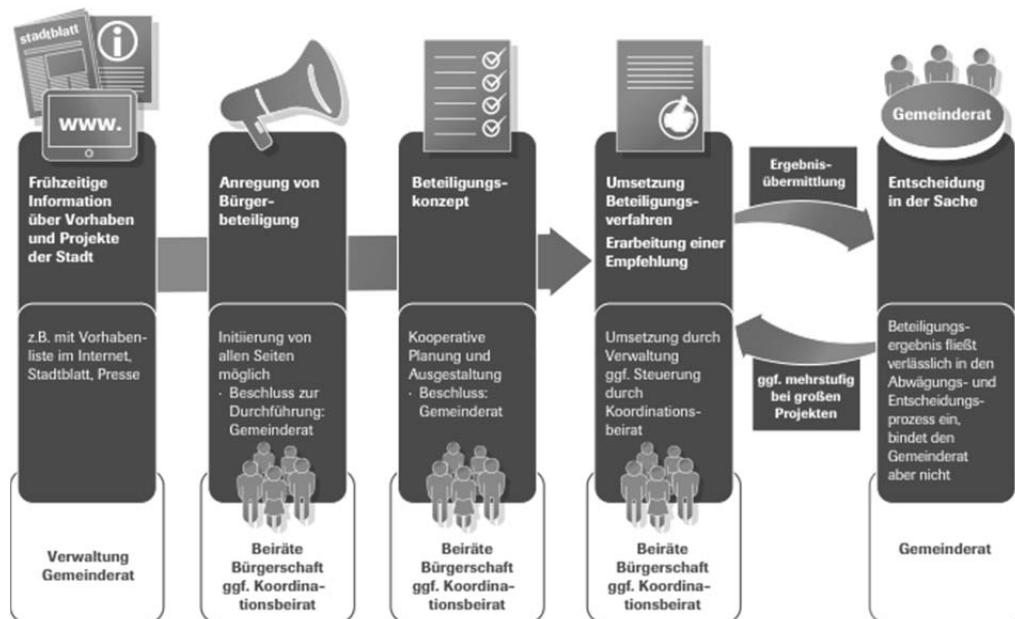 stadtblatt
www.
Frühzeitige
Information
über Vorhaben
und Projekte
der Stadt
z.B. mit Vorhaben-
liste im Internet,
Stadtblatt, Presse
Verwaltung
Gemeinderat
Anregung von
Bürger-
beteiligung
Initiierung von
allen Seiten
möglich
· Beschluss zur
Durchführung:
Gemeinderat
Beiräte
Bürgerschaft
ggf. Koordina-
tionsbeirat
Beteiligungs-
konzept
Kooperative
Planung und
Ausgestaltung
· Beschluss:
Gemeinderat
Beiräte
Bürgerschaft
ggf. Koordina-
tionsbeirat
Umsetzung
Beteiligungs-
verfahren
Erarbeitung einer
Empfehlung
Umsetzung durch
Verwaltung
ggf. Steuerung
durch
Koordinations-
beirat
Beiräte
Bürgerschaft
ggf. Koordina-
tionsbeirat
Ergebnis-
übermittlung
ggf. mehrstufig
bei großen
Projekten
Gemeinderat
Entscheidung
in der Sache
Beteiligungs-
ergebnis fließt
verlässlich in den
Abwägungs- und
Entscheidungs-
prozess ein,
bindet den
Gemeinderat
aber nicht
Gemeinderat